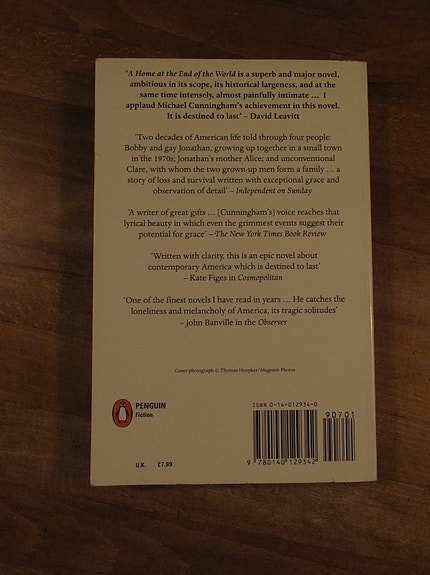 'A Home at the End of the World is a superb and major novel,
ambitious in its scope, its historical largeness, and at the
same time intensely, almost painfully intimate ... I
applaud Michael Cunningham's achievement in this novel.
It is destined to last' – David Leavitt
'Two decades of American life told through four people:
Bobby and gay Jonathan, growing up together in a small town
in the 1970s; Jonathan's mother Alice; and unconventional
Clare, with whom the two grown-up men form a family ... a
story of loss and survival written with exceptional grace and
observation of detail' – Independent on Sunday
'A writer of great gifts ... [Cunningham's] voice reaches that
lyrical beauty in which even the grimmest events suggest their
potential for grace' – The New York Times Book Review
'Written with clarity, this is an epic novel about
contemporary America which is destined to last'
– Kate Figes in Cosmopolitan
'One of the finest novels I have read in years ... He catches the
loneliness and melancholy of America, its tragic solitudes'
– John Banville in the Observer
Cover photograph © Thomas Hoepker/Magnum Photos
PENGUIN
Fiction
U.K. £7.99
ISBN 0-14-012934-0
90701
9 780140 129342